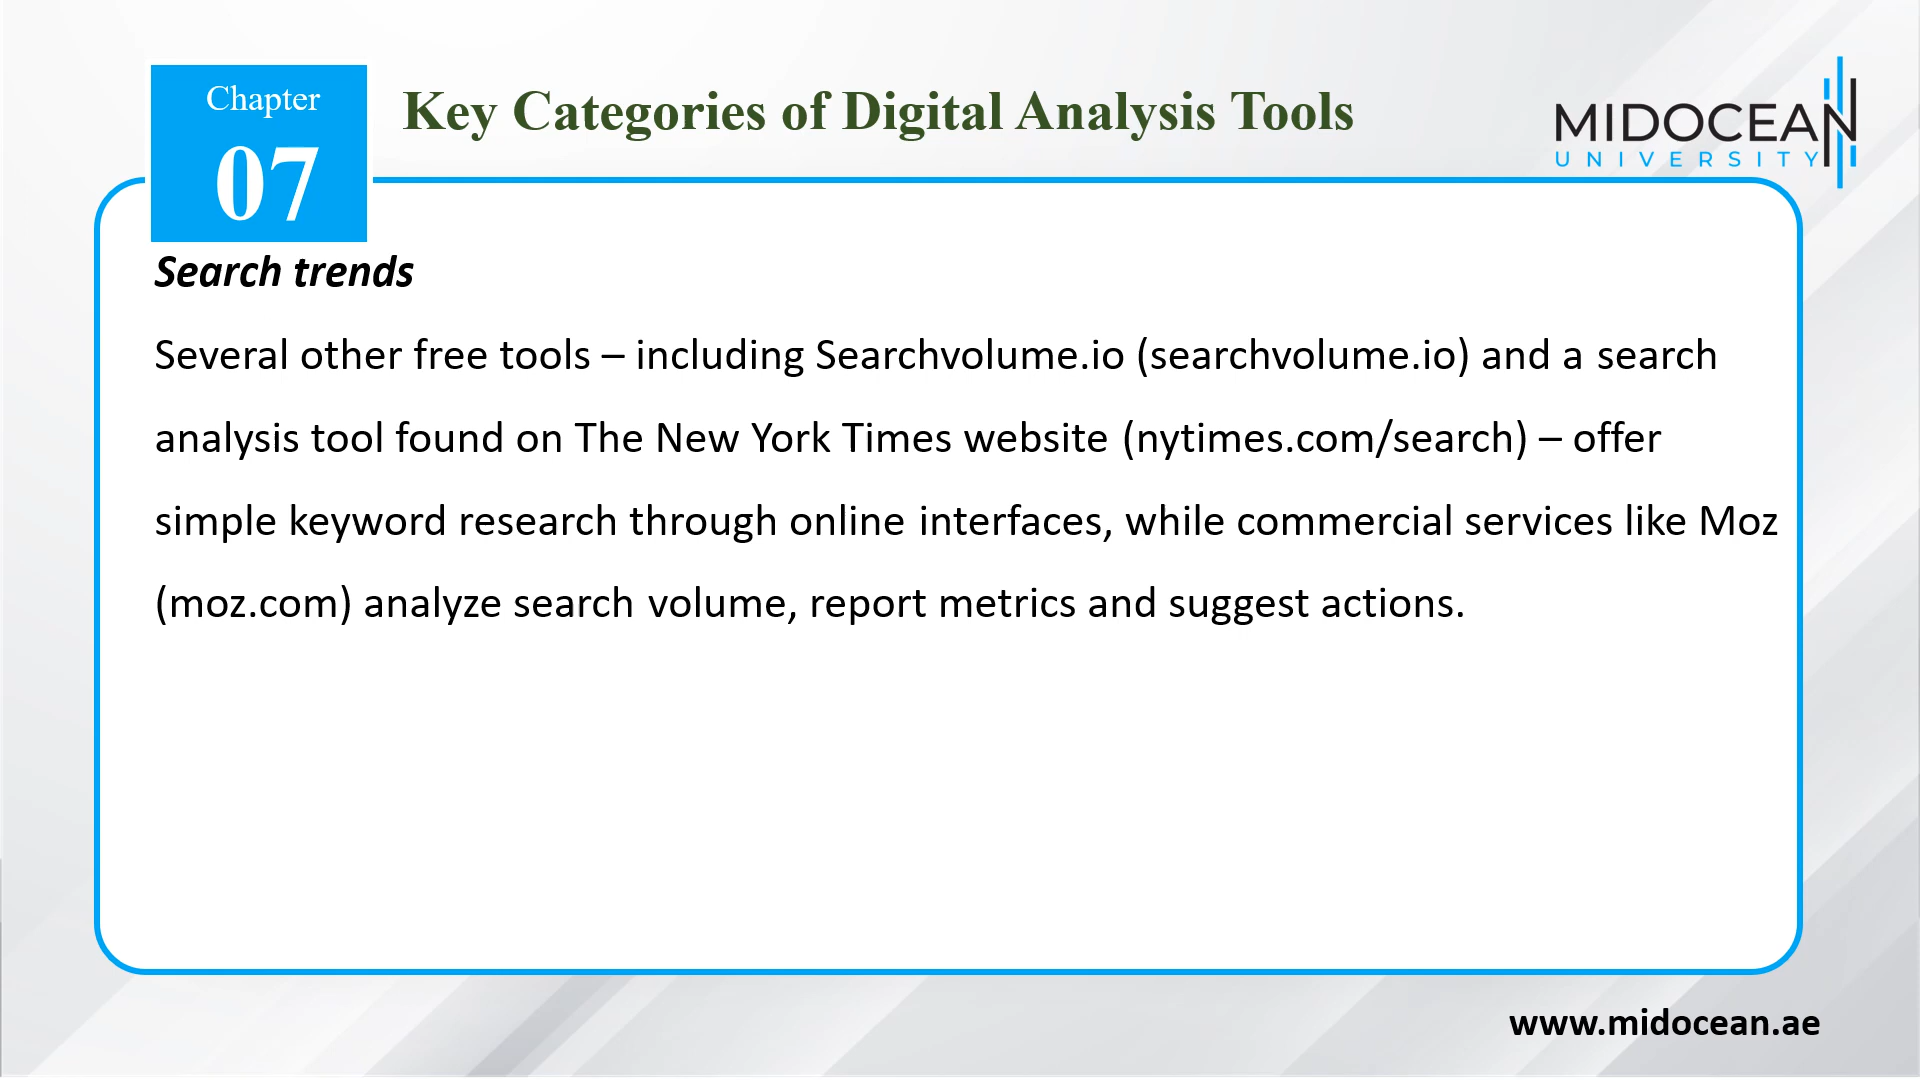 Chapter
07
Key Categories of Digital Analysis Tools
MIDOCEAN
UNIVERSITY
Search trends
Several other free tools – including Searchvolume.io (searchvolume.io) and a search
analysis tool found on The New York Times website (nytimes.com/search) – offer
simple keyword research through online interfaces, while commercial services like Moz
(moz.com) analyze search volume, report metrics and suggest actions.
www.midocean.ae